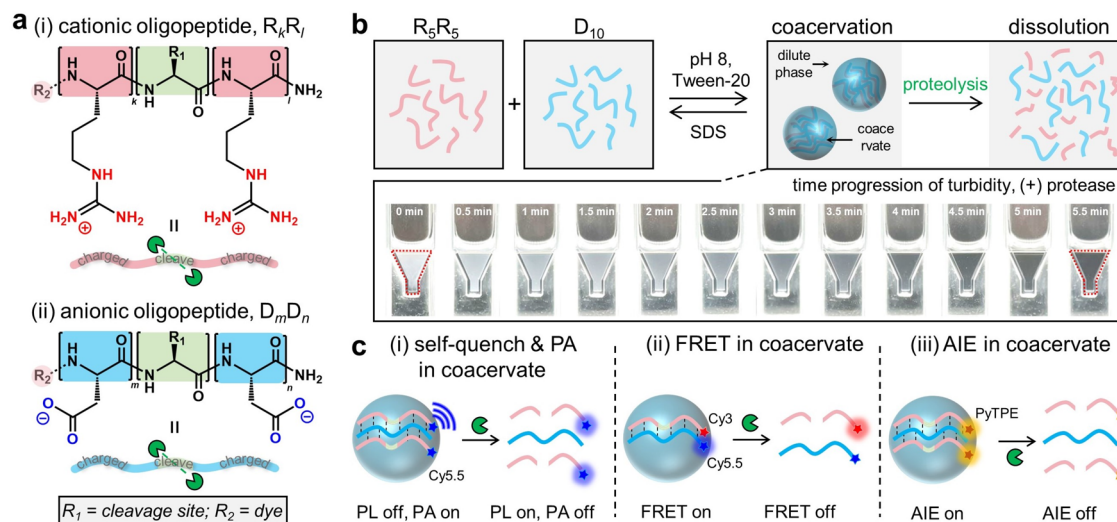 a
(i) cationic oligopeptide, RkRl
R2
H
N
O
R1
N
H
O
H
N
O
NH2
k
l
NH
H2N
NH2
⊕
NH
H2N
NH2
⊕
=
charged
cleave
charged
(ii) anionic oligopeptide, DmDn
R2
H
N
O
R1
N
H
O
H
N
O
NH2
m
n
⊖
O
O
O
O
⊖
=
charged
cleave
charged
R1 = cleavage site; R2 = dye
b
R5R5
+
D10
pH 8,
Tween-20
SDS
coacervation
dilute
phase
coace
rvate
proteolysis
dissolution
time progression of turbidity, (+) protease
0 min
0.5 min
1 min
1.5 min
2 min
2.5 min
3 min
3.5 min
4 min
4.5 min
5 min
5.5 min
c
(i) self-quench & PA
in coacervate
Cy5.5
PL off, PA on
PL on, PA off
(ii) FRET in coacervate
Cy3
Cy5.5
FRET on
FRET off
(iii) AIE in coacervate
PyTPE
AIE on
AIE off